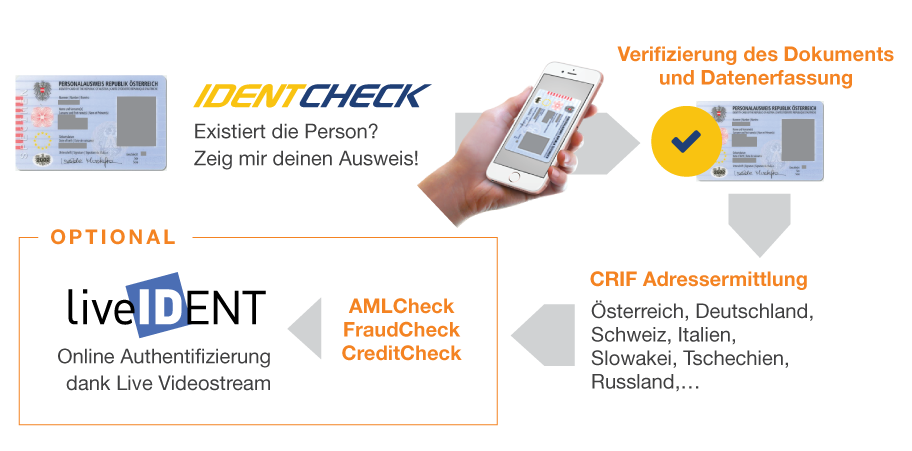 PERSONALAUSWEIS REPUBLIK ÖSTERREICH
IDENTCHECK
Existiert die Person?
Zeig mir deinen Ausweis!
Verifizierung des Dokuments
und Datenerfassung
PERSONALAUSWEIS REPUBLIK ÖSTERREICH
CRIF Adressermittlung
Österreich, Deutschland,
Schweiz, Italien,
Slowakei, Tschechien,
Russland,…
OPTIONAL
AMLCheck
FraudCheck
CreditCheck
liveIDENT
Online Authentifizierung
dank Live Videostream